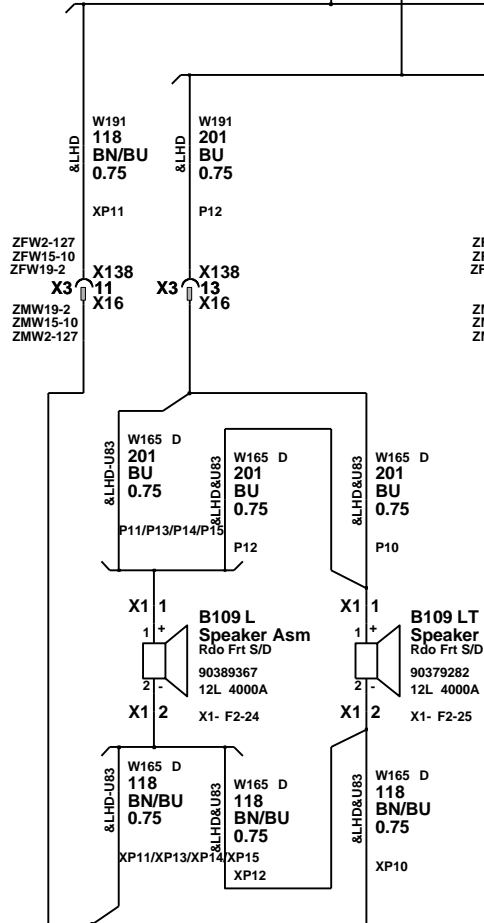 W191
118
BN/BU
0.75
&LHD
XP11
W191
201
BU
0.75
&LHD
P12
ZFW2-127
ZFW15-10
ZFW19-2
X138
X3 11
X16
X138
X3 13
X16
ZMW19-2
ZMW15-10
ZMW2-127
W165 D
201
BU
0.75
&LHD-U83
P11/P13/P14/P15
W165 D
201
BU
0.75
&LHD&U83
P12
W165 D
201
BU
0.75
&LHD&U83
P10
X1 1
1 +
B109 L
Speaker Asm
Rdo Frt S/D
90389367
12L 4000A
2 -
X1 2
X1- F2-24
X1 1
1 +
B109 LT
Speaker
Rdo Frt S/D
90379282
12L 4000A
2 -
X1 2
X1- F2-25
W165 D
118
BN/BU
0.75
&LHD-U83
XP11/XP13/XP14/XP15
W165 D
118
BN/BU
0.75
&LHD&U83
XP12
W165 D
118
BN/BU
0.75
&LHD&U83
XP10